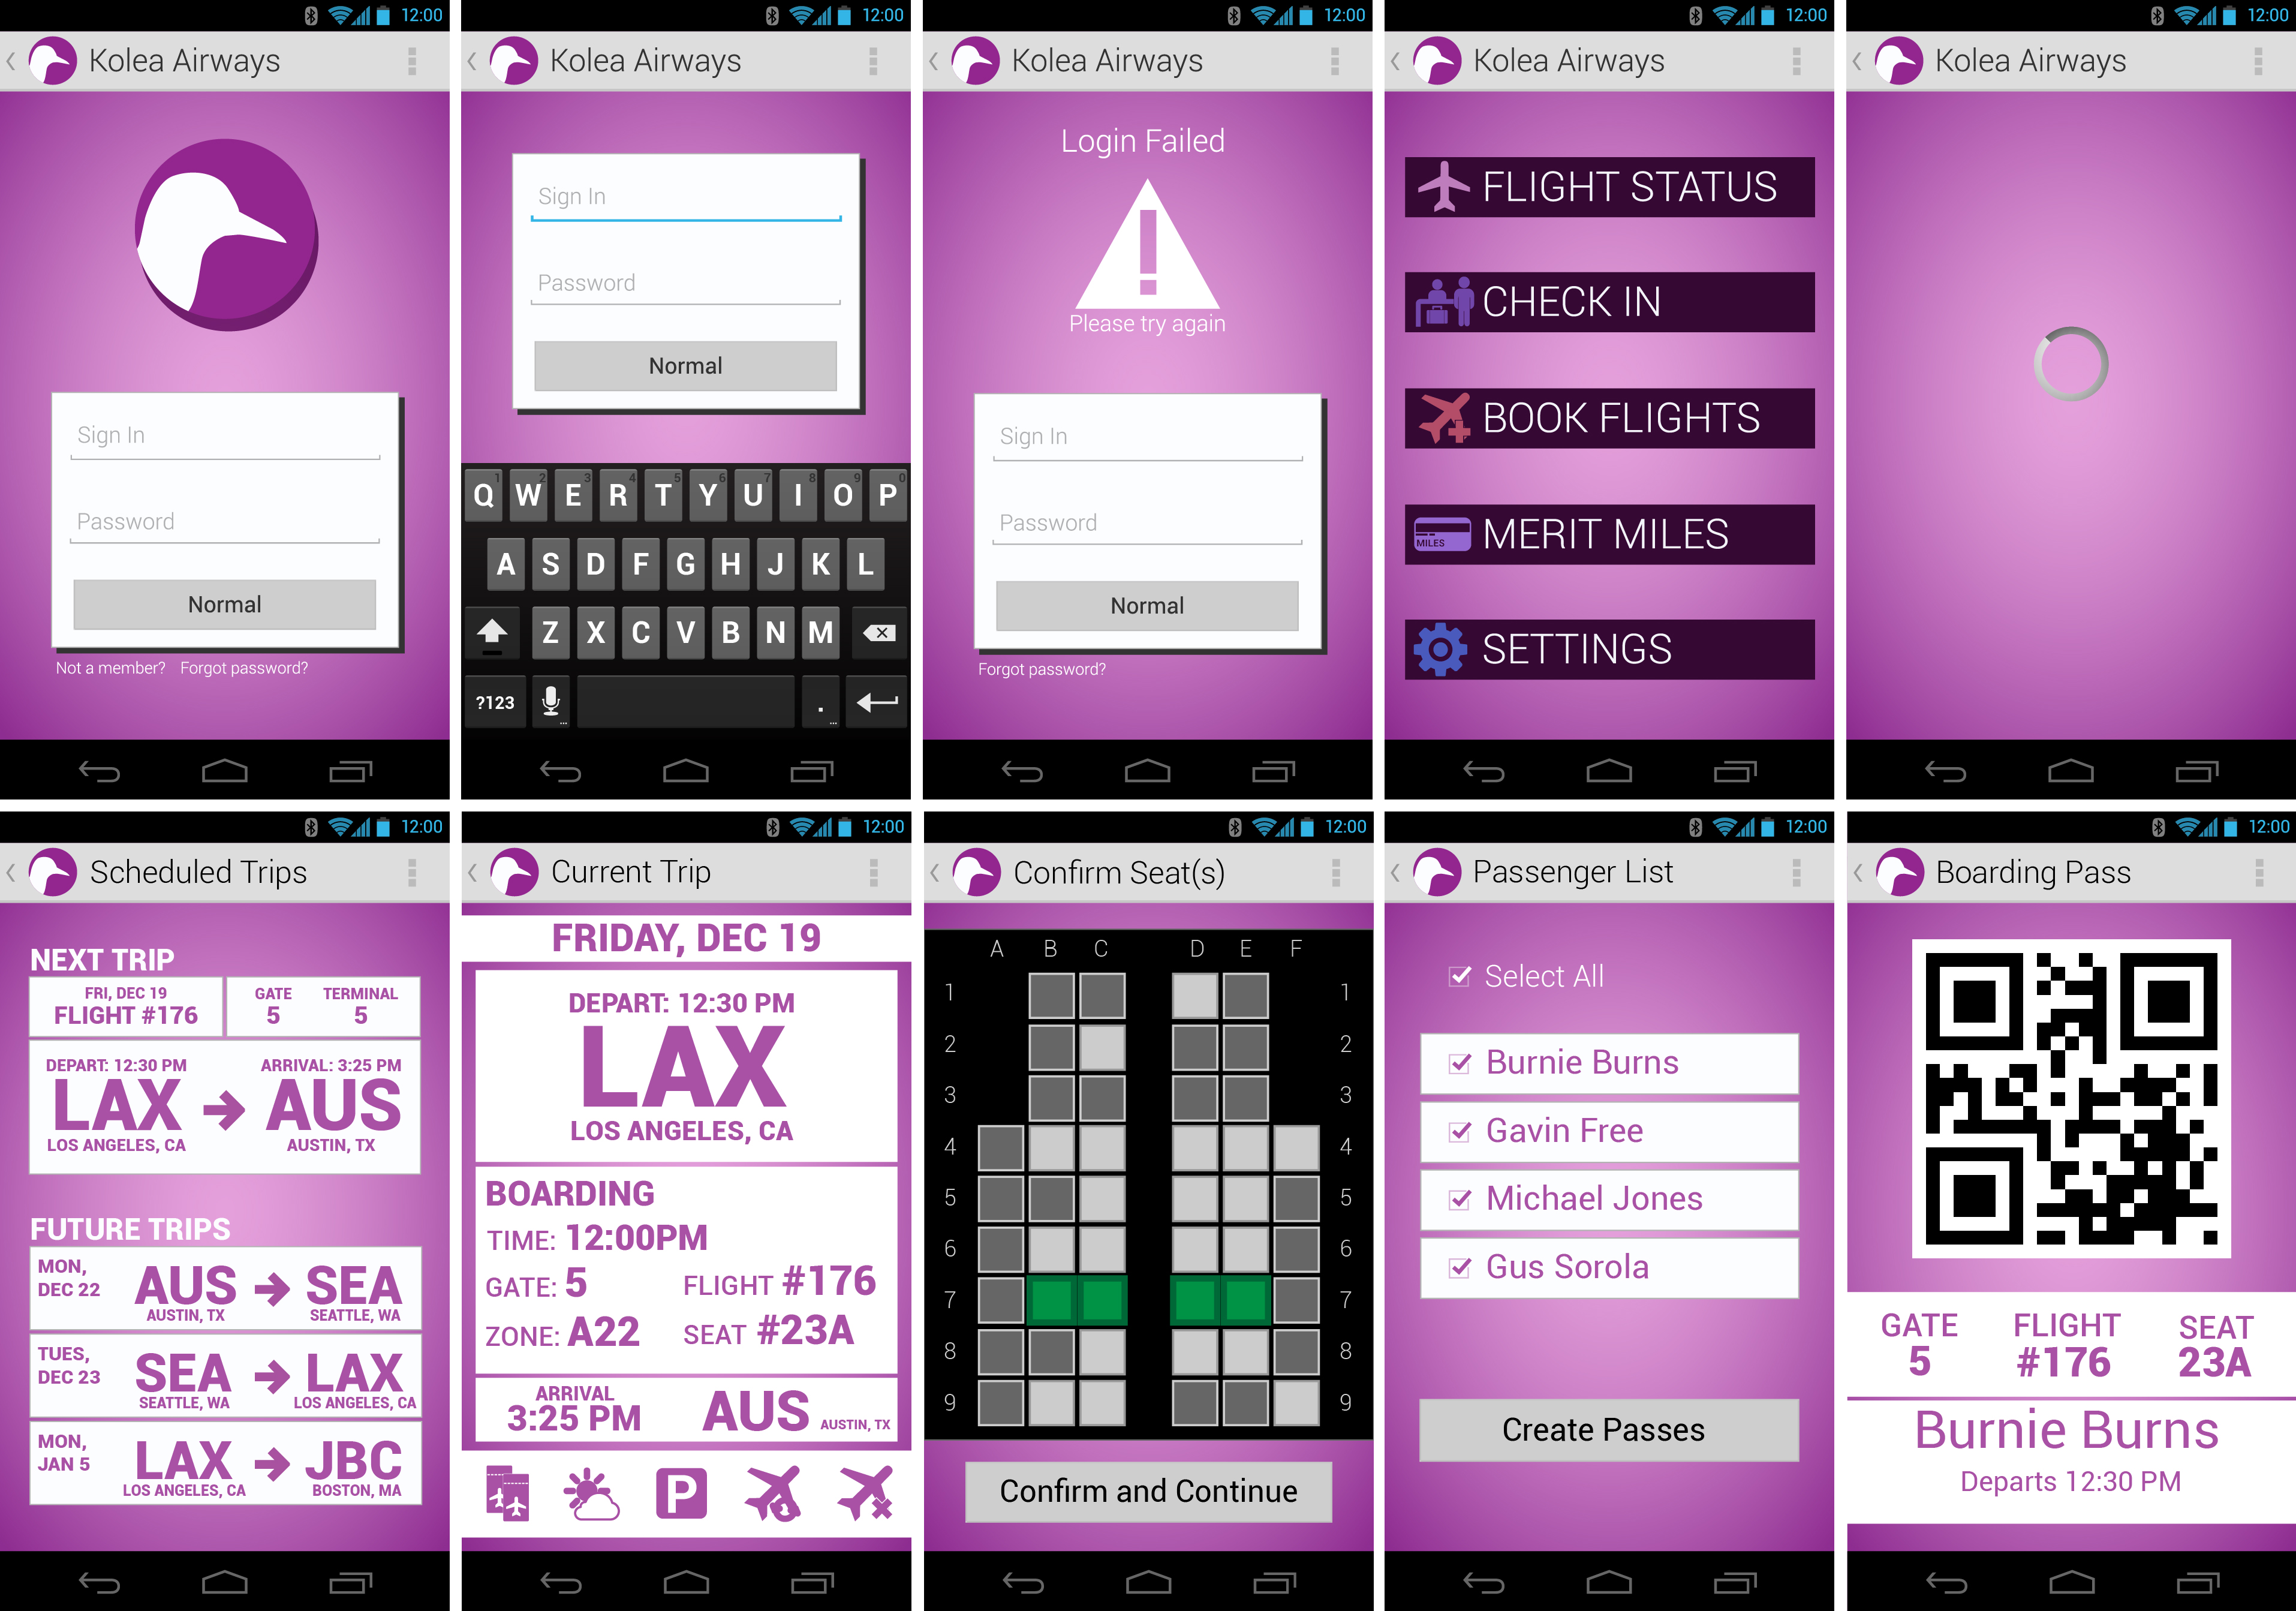 12:00
Kolea Airways
Sign In
Password
Normal
Not a member? Forgot password?
12:00
Kolea Airways
Sign In
Password
Normal
1 2 3 4 5 6 7 8 9 0
Q W E R T Y U I O P
A S D F G H J K L
Z X C V B N M
?123 ... . ...
12:00
Kolea Airways
Login Failed
!
Please try again
Sign In
Password
Normal
Forgot password?
12:00
Kolea Airways
FLIGHT STATUS
CHECK IN
BOOK FLIGHTS
MILES
MERIT MILES
SETTINGS
12:00
Kolea Airways
12:00
Scheduled Trips
NEXT TRIP
FRI, DEC 19
FLIGHT #176
GATE TERMINAL
5 5
DEPART: 12:30 PM ARRIVAL: 3:25 PM
LAX AUS
LOS ANGELES, CA AUSTIN, TX
FUTURE TRIPS
MON,
DEC 22
AUS SEA
AUSTIN, TX SEATTLE, WA
TUES,
DEC 23
SEA LAX
SEATTLE, WA LOS ANGELES, CA
MON,
JAN 5
LAX JBC
LOS ANGELES, CA BOSTON, MA
12:00
Current Trip
FRIDAY, DEC 19
DEPART: 12:30 PM
LAX
LOS ANGELES, CA
BOARDING
TIME: 12:00PM
GATE: 5 FLIGHT #176
ZONE: A22 SEAT #23A
ARRIVAL
3:25 PM
AUS AUSTIN, TX
P
12:00
Confirm Seat(s)
A B C D E F
1 1
2 2
3 3
4 4
5 5
6 6
7 7
8 8
9 9
Confirm and Continue
12:00
Passenger List
Select All
Burnie Burns
Gavin Free
Michael Jones
Gus Sorola
Create Passes
12:00
Boarding Pass
GATE FLIGHT SEAT
5 #176 23A
Burnie Burns
Departs 12:30 PM